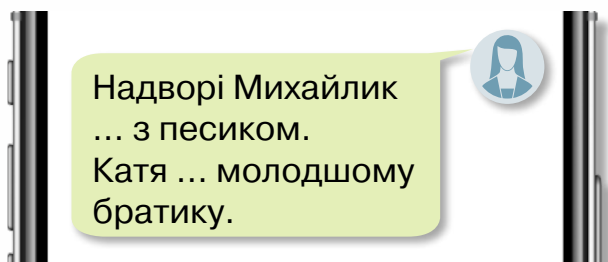 Надворі Михайлик
... з песиком.
Катя ... молодшому
братику.